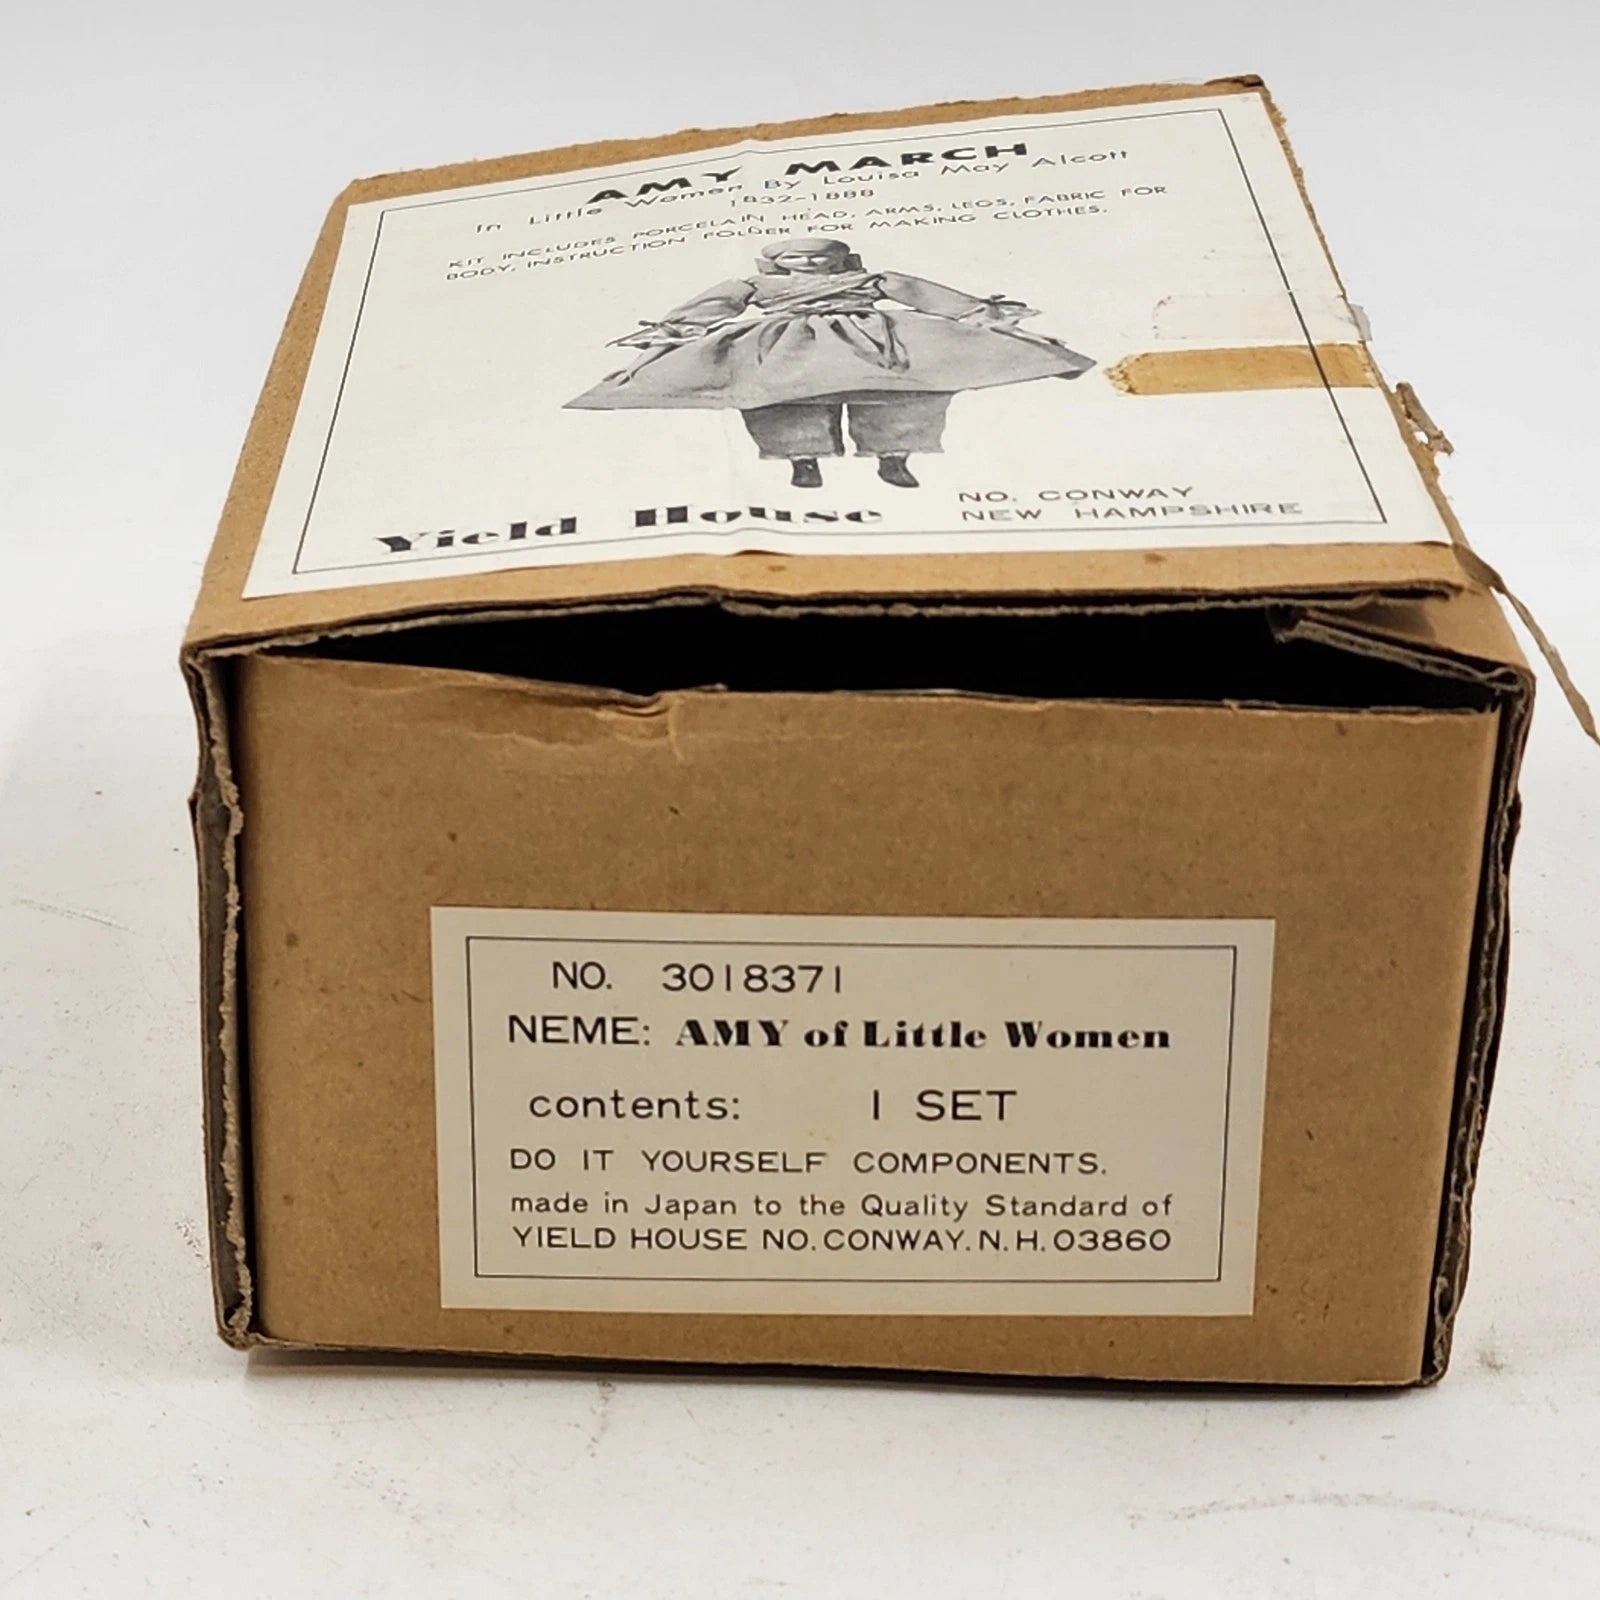 AMY MARCH
In Little Women By Louisa May Alcott
1832-1888
KIT INCLUDES PORCELAIN HEAD, ARMS, LEGS, FABRIC FOR
BODY, INSTRUCTION FOLDER FOR MAKING CLOTHES.
Yield House
NO. CONWAY
NEW HAMPSHIRE
NO. 3018371
NEME: AMY of Little Women
contents: 1 SET
DO IT YOURSELF COMPONENTS.
made in Japan to the Quality Standard of
YIELD HOUSE NO. CONWAY. N. H. 03860